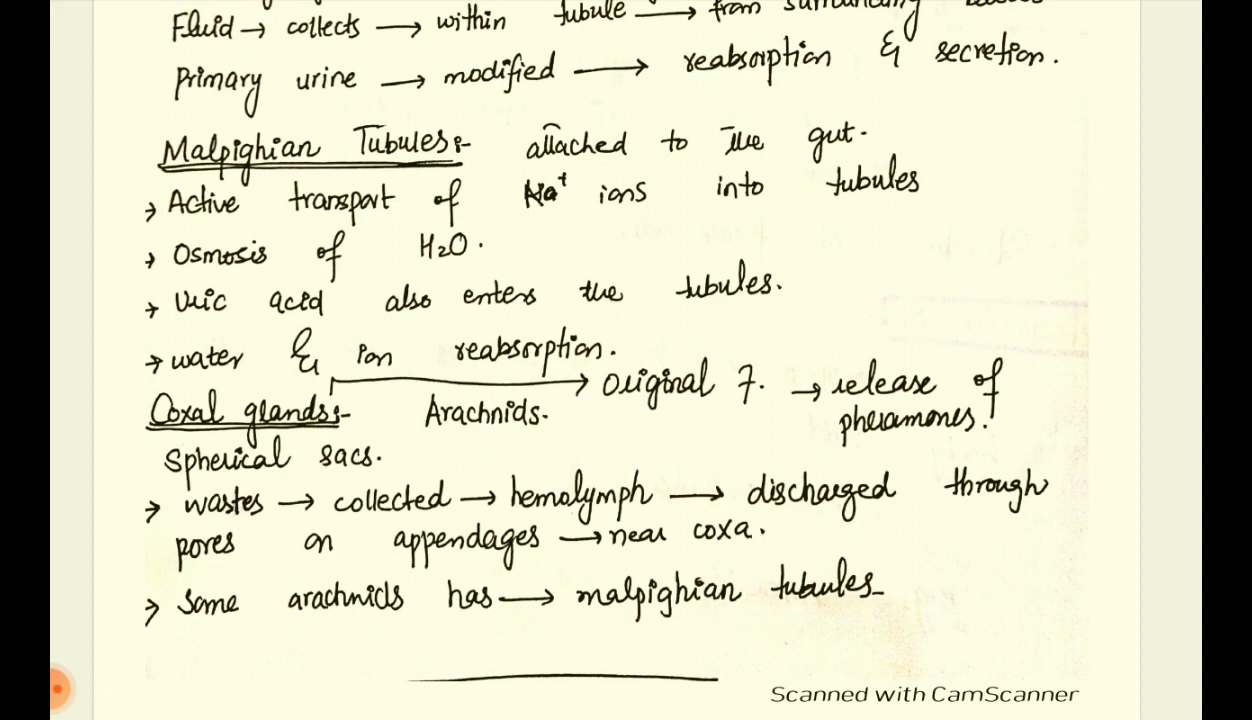 Fluid → collects → within tubule → from
Primary urine → modified → reabsorption & secretion.
Malpighian Tubules:- attached to the gut.
→ Active transport of Na+ ions into tubules
→ Osmosis of H2O.
→ Uric acid also enters the tubules.
→ water & ion reabsorption.
→ original 7. → release of pheramones.
Coxal glands:- Arachnids.
Spherical sacs.
→ wastes → collected → hemolymph → discharged through
pores on appendages → near coxa.
→ Some arachnids has → malpighian tubules
Scanned with CamScanner